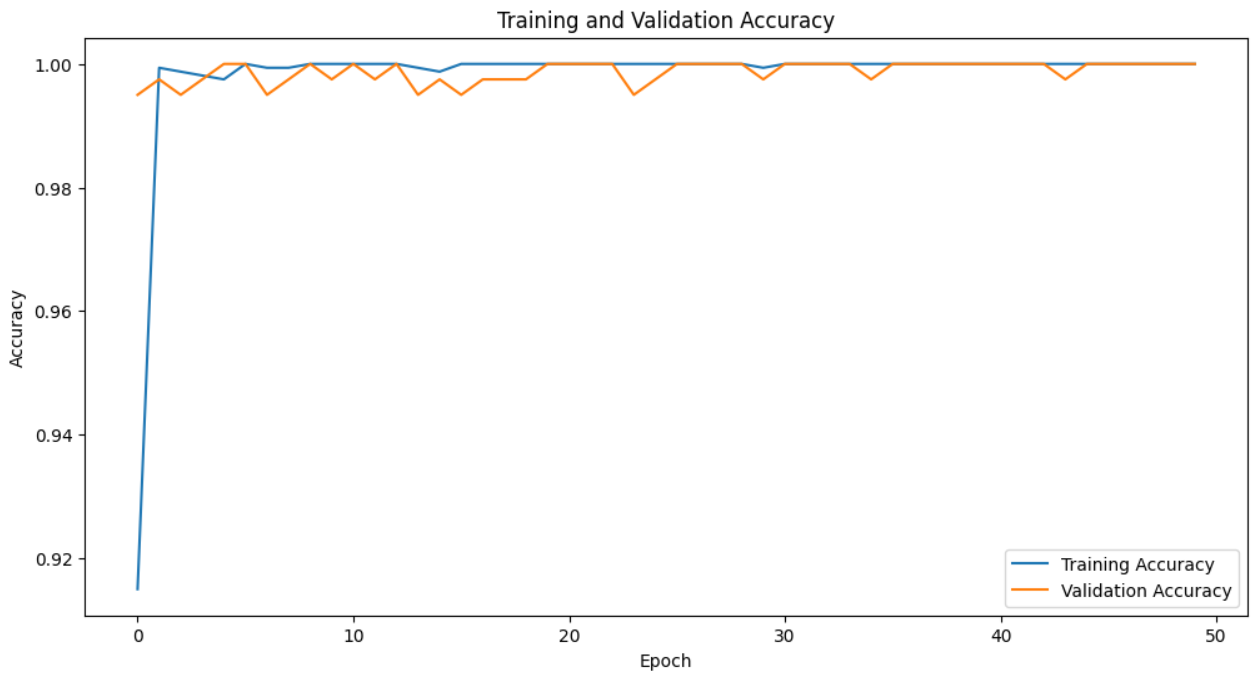 Training and Validation Accuracy
1.00
0.98
0.96
0.94
0.92
Accuracy
0
10
20
30
40
50
Epoch
Training Accuracy
Validation Accuracy